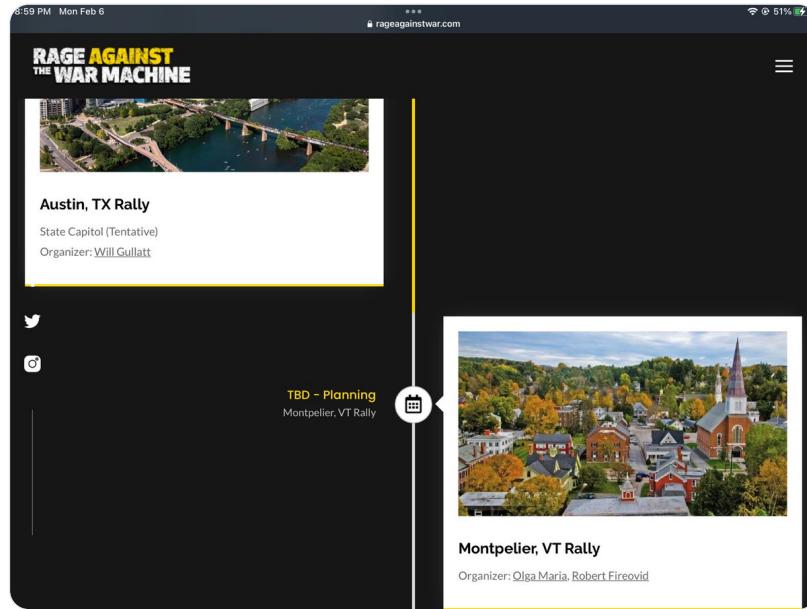 8:59 PM Mon Feb 6
51%
rageagainstwar.com
RAGE AGAINST
THE WAR MACHINE
Austin, TX Rally
State Capitol (Tentative)
Organizer: Will Gullatt
TBD - Planning
Montpelier, VT Rally
Montpelier, VT Rally
Organizer: Olga Maria, Robert Fireovid